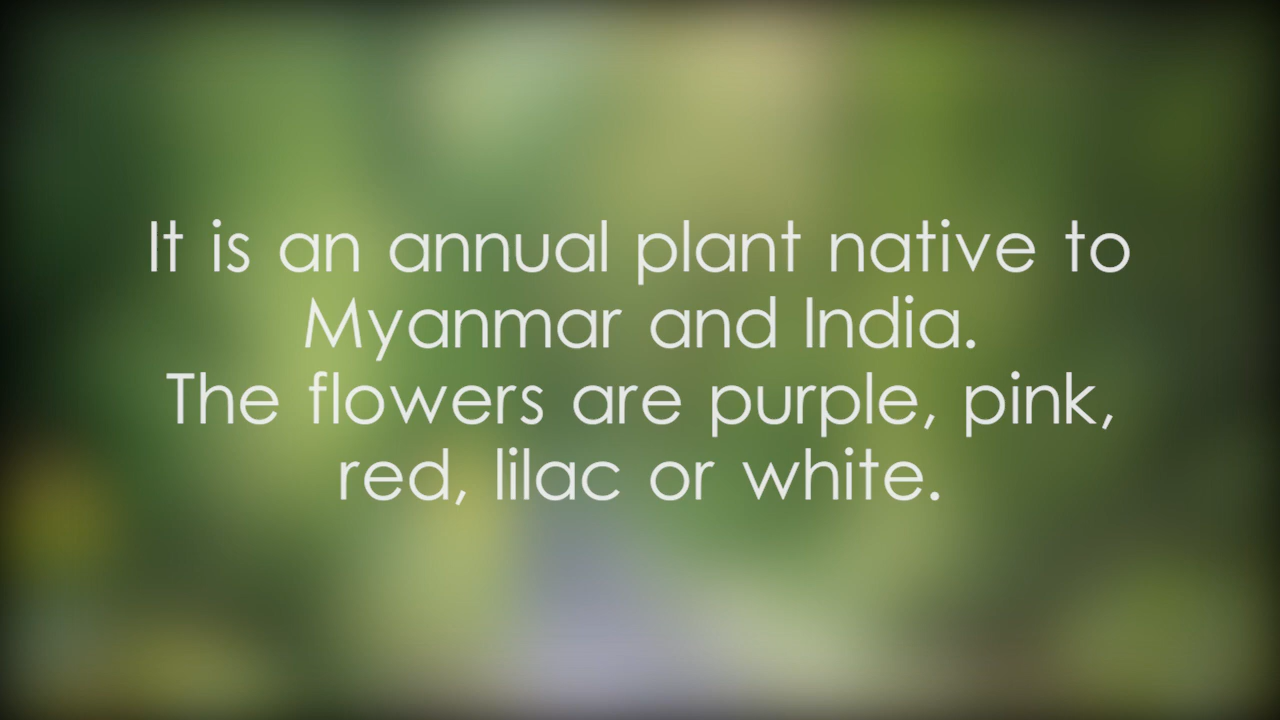 It is an annual plant native to
Myanmar and India.
The flowers are purple, pink,
red, lilac or white.